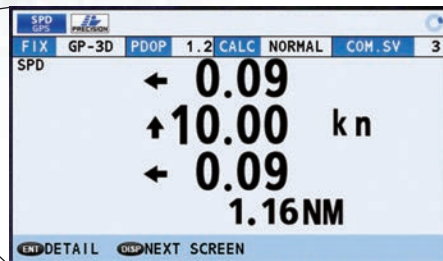 SPD
GPS
PRECISION
FIX GP-3D PDOP 1.2 CALC NORMAL COM.SV 3
SPD
← 0.09
↑10.00 kn
← 0.09
1.16NM
ENT DETAIL DISP NEXT SCREEN